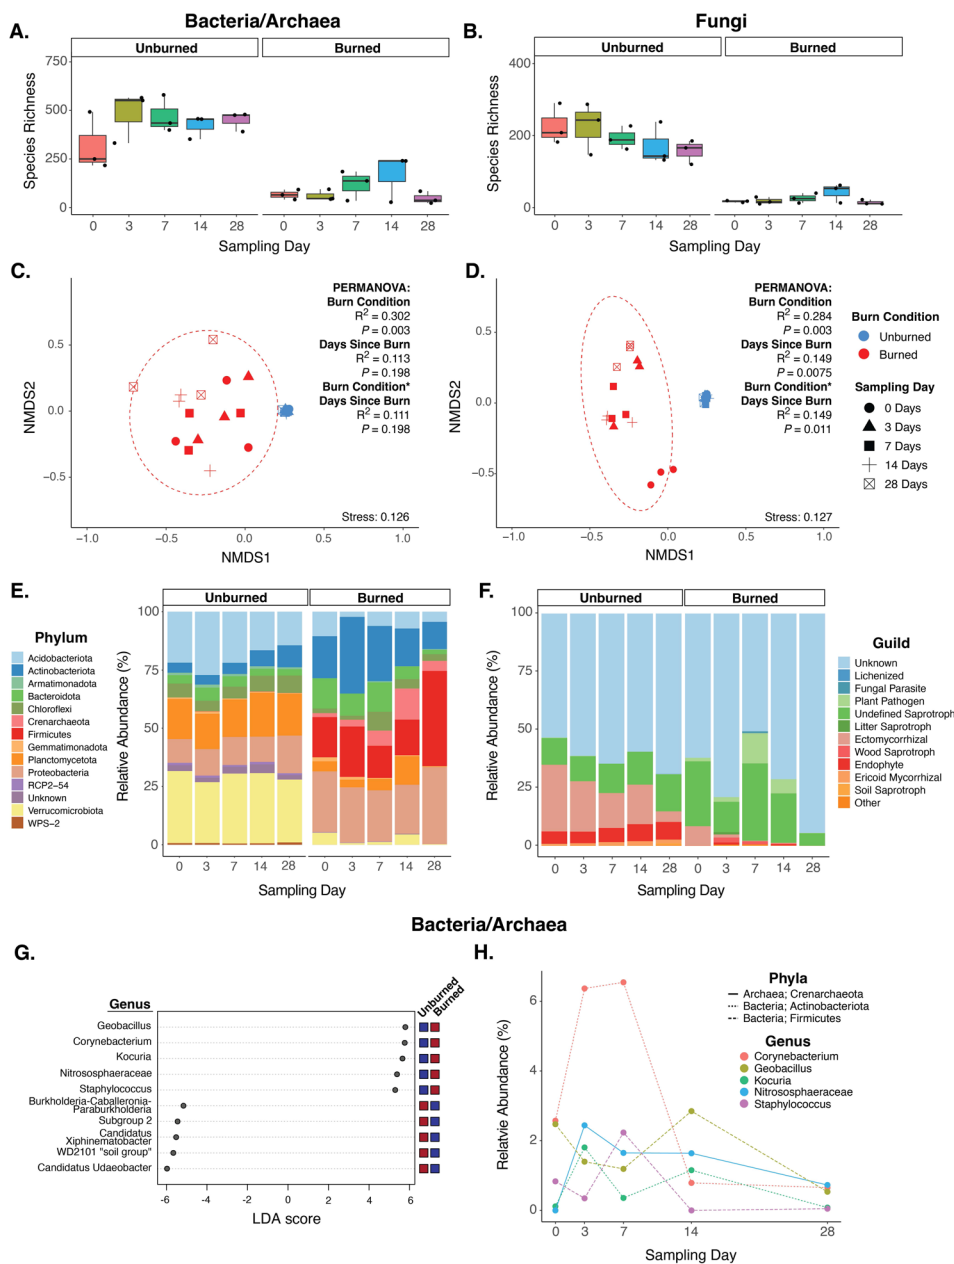 Bacteria/Archaea
Fungi
A.
Unburned
Burned
Species Richness
750
500
250
0
0 3 7 14 28 0 3 7 14 28
Sampling Day
B.
Unburned
Burned
Species Richness
400
200
0
0 3 7 14 28 0 3 7 14 28
Sampling Day
C.
PERMANOVA:
Burn Condition
R2 = 0.302
P = 0.003
Days Since Burn
R2 = 0.113
P = 0.198
Burn Condition*
Days Since Burn
R2 = 0.111
P = 0.198
NMDS2
0.5
0.0
−0.5
Stress: 0.126
−1.0 −0.5 0.0 0.5 1.0
NMDS1
D.
PERMANOVA:
Burn Condition
R2 = 0.284
P = 0.003
Days Since Burn
R2 = 0.149
P = 0.0075
Burn Condition*
Days Since Burn
R2 = 0.149
P = 0.011
NMDS2
0.5
0.0
−0.5
Stress: 0.127
−1.0 −0.5 0.0 0.5 1.0
NMDS1
Burn Condition
Unburned
Burned
Sampling Day
0 Days
3 Days
7 Days
14 Days
28 Days
E.
Phylum
Acidobacteriota
Actinobacteriota
Armatimonadota
Bacteroidota
Chloroflexi
Crenarchaeota
Firmicutes
Gemmatimonadota
Planctomycetota
Proteobacteria
RCP2−54
Unknown
Verrucomicrobiota
WPS−2
Unburned
Burned
Relative Abundance (%)
100
75
50
25
0
0 3 7 14 28 0 3 7 14 28
Sampling Day
F.
Unburned
Burned
Relative Abundance (%)
100
75
50
25
0
0 3 7 14 28 0 3 7 14 28
Sampling Day
Guild
Unknown
Lichenized
Fungal Parasite
Plant Pathogen
Undefined Saprotroph
Litter Saprotroph
Ectomycorrhizal
Wood Saprotroph
Endophyte
Ericoid Mycorrhizal
Soil Saprotroph
Other
Bacteria/Archaea
G.
Genus
Unburned
Burned
Geobacillus
Corynebacterium
Kocuria
Nitrososphaeraceae
Staphylococcus
Burkholderia-Caballeronia-
Paraburkholderia
Subgroup 2
Candidatus
Xiphinematobacter
WD2101 "soil group"
Candidatus Udaeobacter
-6 -4 -2 0 2 4 6
LDA score
H.
Relatvie Abundance (%)
6
4
2
0
0 3 7 14 28
Sampling Day
Phyla
Archaea; Crenarchaeota
Bacteria; Actinobacteriota
Bacteria; Firmicutes
Genus
Corynebacterium
Geobacillus
Kocuria
Nitrososphaeraceae
Staphylococcus